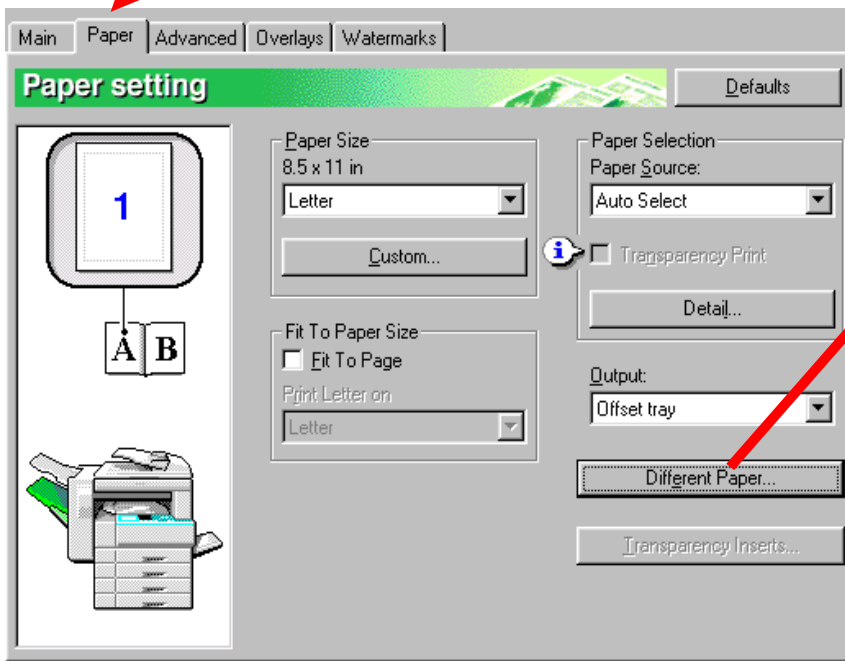 Main Paper Advanced Overlays Watermarks
Paper setting
Defaults
1
A B
Paper Size
8.5 x 11 in
Letter
Custom...
Fit To Paper Size
Fit To Page
Print Letter on
Letter
Paper Selection
Paper Source:
Auto Select
i
Transparency Print
Detail...
Output:
Offset tray
Different Paper...
Transparency Inserts...